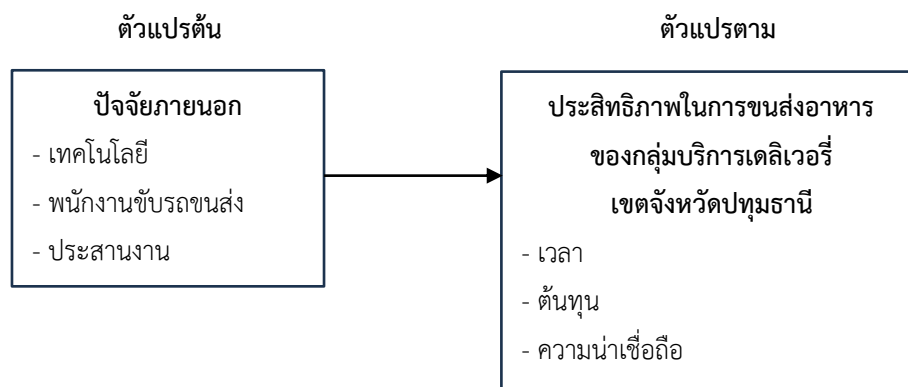 ตัวแปรต้น
ตัวแปรตาม
ปัจจัยภายนอก
- เทคโนโลยี
- พนักงานขับรถขนส่ง
- ประสานงาน
ประสิทธิภาพในการขนส่งอาหาร
ของกลุ่มบริการเดลิเวอรี่
เขตจังหวัดปทุมธานี
- เวลา
- ต้นทุน
- ความน่าเชื่อถือ